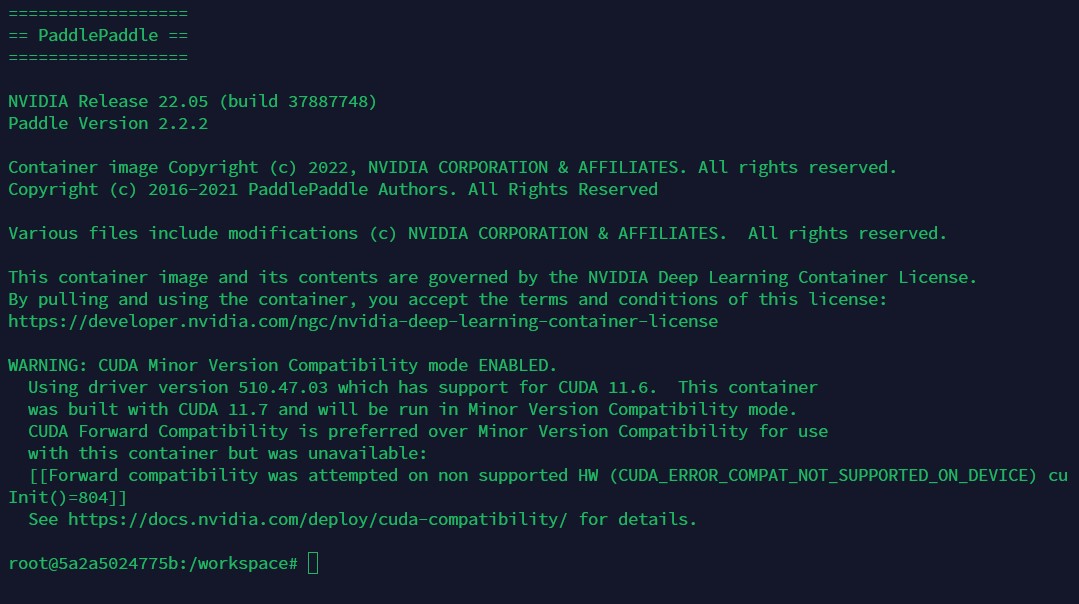 ==================
== PaddlePaddle ==
==================
NVIDIA Release 22.05 (build 37887748)
Paddle Version 2.2.2
Container image Copyright (c) 2022, NVIDIA CORPORATION & AFFILIATES. All rights reserved.
Copyright (c) 2016-2021 PaddlePaddle Authors. All Rights Reserved
Various files include modifications (c) NVIDIA CORPORATION & AFFILIATES.  All rights reserved.
This container image and its contents are governed by the NVIDIA Deep Learning Container License.
By pulling and using the container, you accept the terms and conditions of this license:
https://developer.nvidia.com/ngc/nvidia-deep-learning-container-license
WARNING: CUDA Minor Version Compatibility mode ENABLED.
  Using driver version 510.47.03 which has support for CUDA 11.6.  This container
  was built with CUDA 11.7 and will be run in Minor Version Compatibility mode.
  CUDA Forward Compatibility is preferred over Minor Version Compatibility for use
  with this container but was unavailable:
  [[Forward compatibility was attempted on non supported HW (CUDA_ERROR_COMPAT_NOT_SUPPORTED_ON_DEVICE) cu
Init()=804]]
  See https://docs.nvidia.com/deploy/cuda-compatibility/ for details.
root@5a2a5024775b:/workspace#